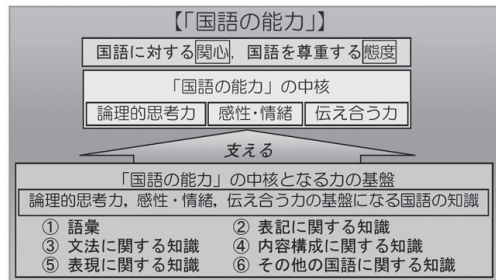 【「国語の能力」】
国語に対する関心，国語を尊重する態度
「国語の能力」の中核
論理的思考力 感性・情緒 伝え合う力
支える
「国語の能力」の中核となる力の基盤
論理的思考力，感性・情緒，伝え合う力の基盤になる国語の知識
① 語彙 ② 表記に関する知識
③ 文法に関する知識 ④ 内容構成に関する知識
⑤ 表現に関する知識 ⑥ その他の国語に関する知識